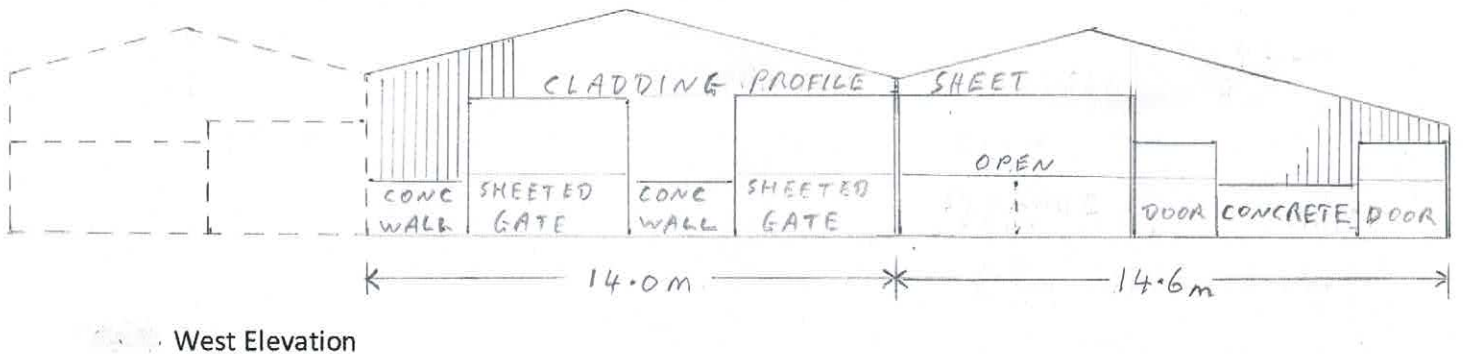 CLADDING PROFILE SHEET
OPEN
CONC WALL
SHEETED GATE
CONC WALL
SHEETED GATE
DOOR
CONCRETE
DOOR
14.0m
14.6m
West Elevation